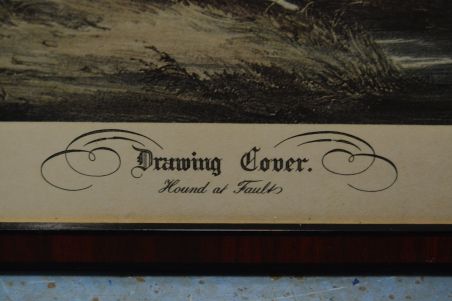 Drawing Cover.
Hound at Fault